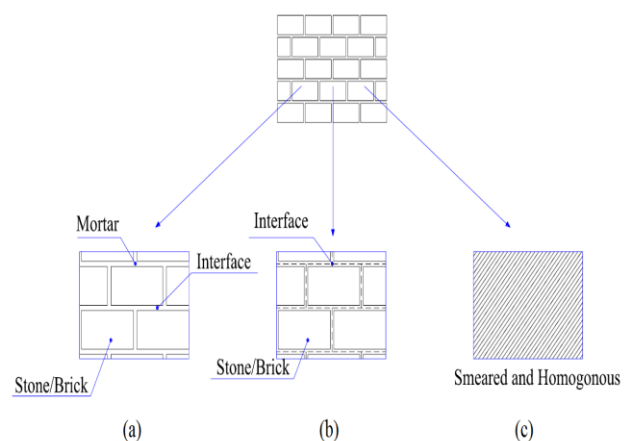 Mortar
Interface
Stone/Brick
(a)
Interface
Stone/Brick
(b)
Smeared and Homogonous
(c)